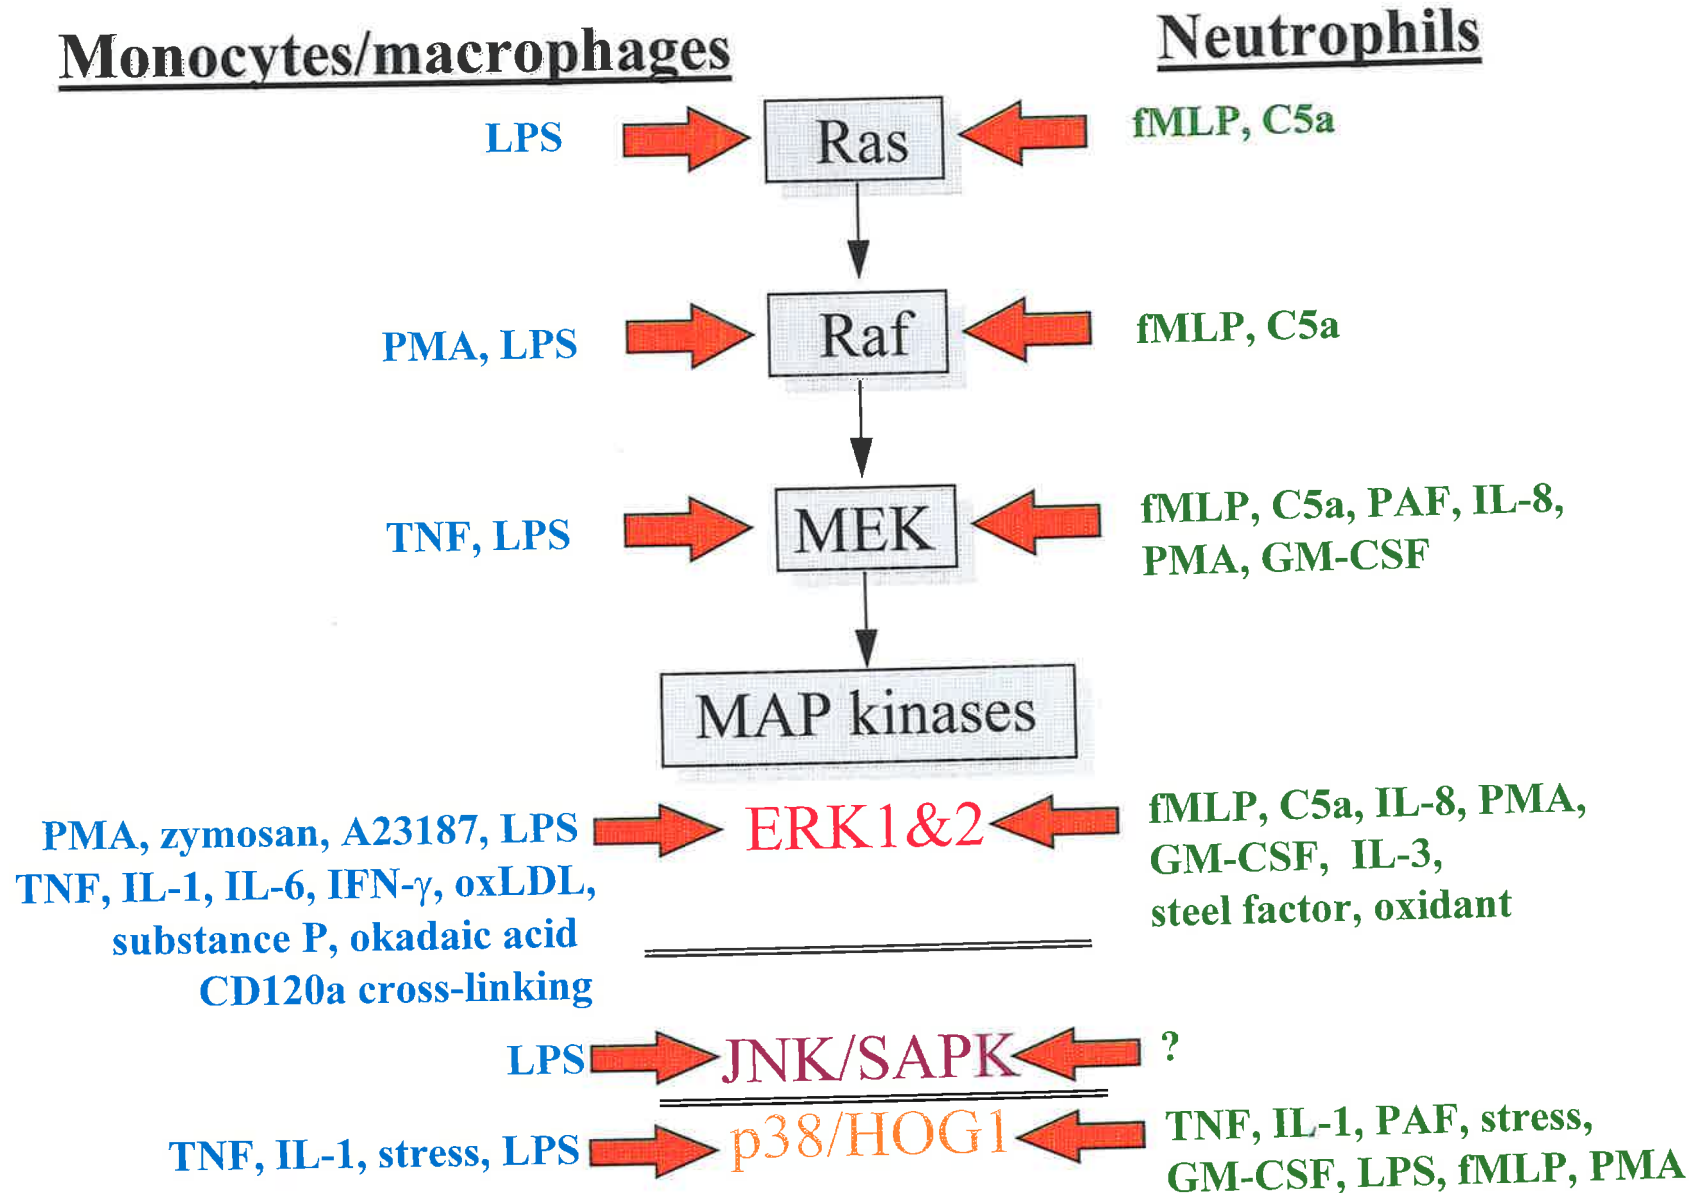 Monocytes/macrophages
Neutrophils
LPS
Ras
fMLP, C5a
PMA, LPS
Raf
fMLP, C5a
TNF, LPS
MEK
fMLP, C5a, PAF, IL-8,
PMA, GM-CSF
MAP kinases
PMA, zymosan, A23187, LPS
TNF, IL-1, IL-6, IFN-γ, oxLDL,
substance P, okadaic acid
CD120a cross-linking
ERK1&2
fMLP, C5a, IL-8, PMA,
GM-CSF, IL-3,
steel factor, oxidant
LPS
JNK/SAPK
?
TNF, IL-1, stress, LPS
p38/HOG1
TNF, IL-1, PAF, stress,
GM-CSF, LPS, fMLP, PMA